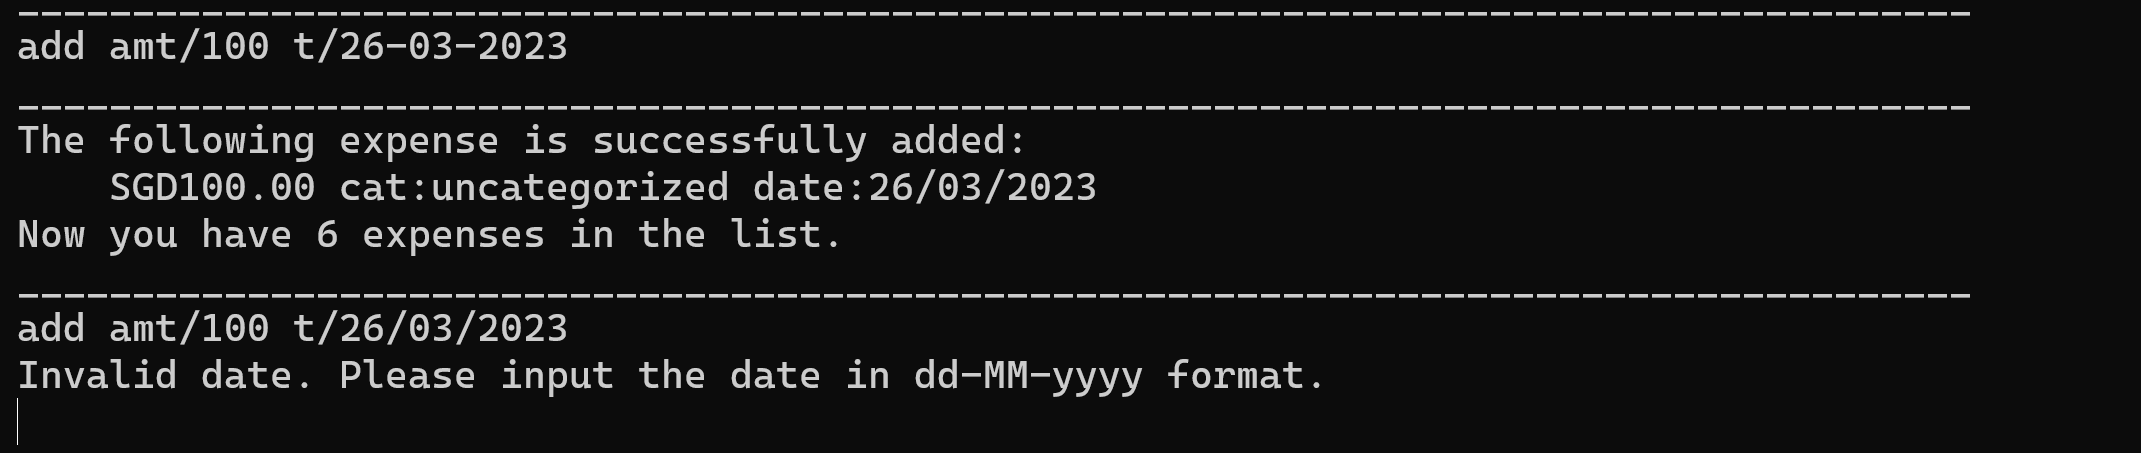 --------------------------------------------------------------------------------
add amt/100 t/26-03-2023
--------------------------------------------------------------------------------
The following expense is successfully added:
    SGD100.00 cat:uncategorized date:26/03/2023
Now you have 6 expenses in the list.
--------------------------------------------------------------------------------
add amt/100 t/26/03/2023
Invalid date. Please input the date in dd-MM-yyyy format.